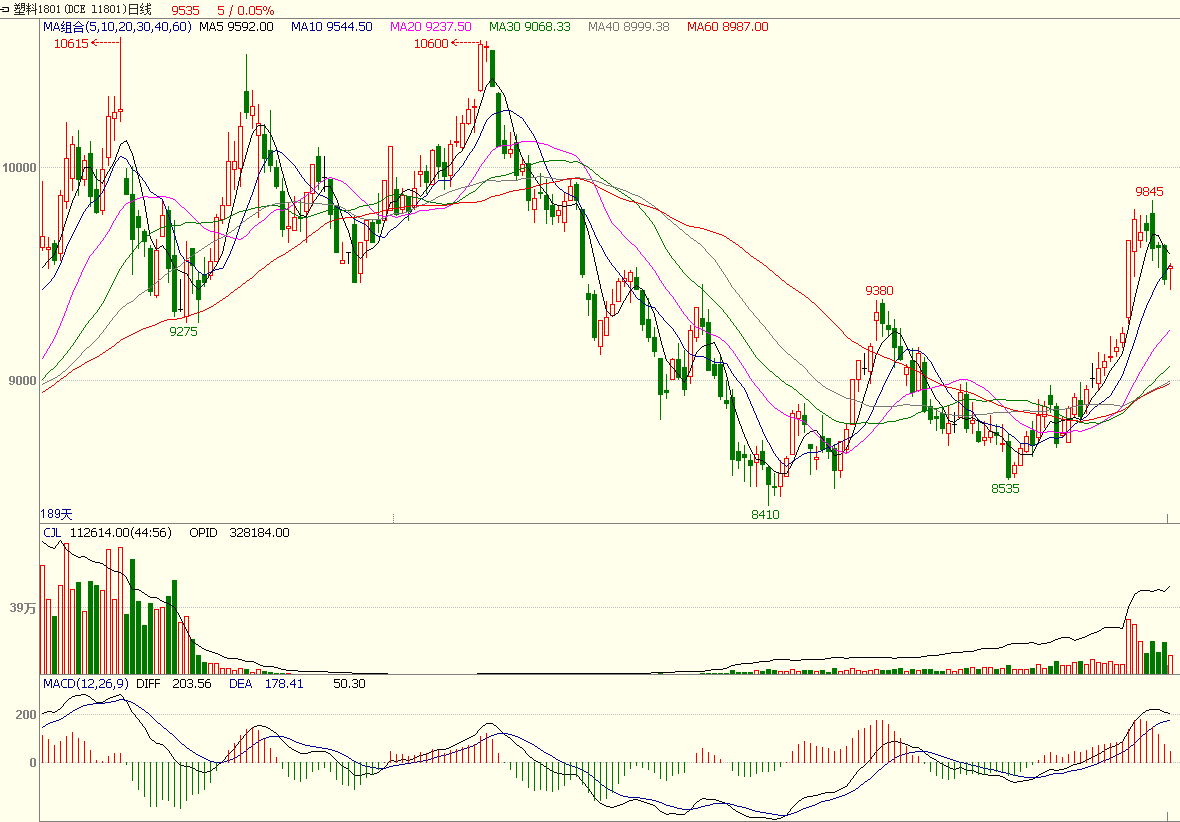 塑料1801(DCE l1801)日线 9535 5 / 0.05%
MA组合(5,10,20,30,40,60) MA5 9592.00 MA10 9544.50 MA20 9237.50 MA30 9068.33 MA40 8999.38 MA60 8987.00
10615
10600
10000
9845
9380
9275
9000
8535
8410
189天
CJL 112614.00(44:56) OPID 328184.00
39万
MACD(12,26,9) DIFF 203.56 DEA 178.41 50.30
200
0